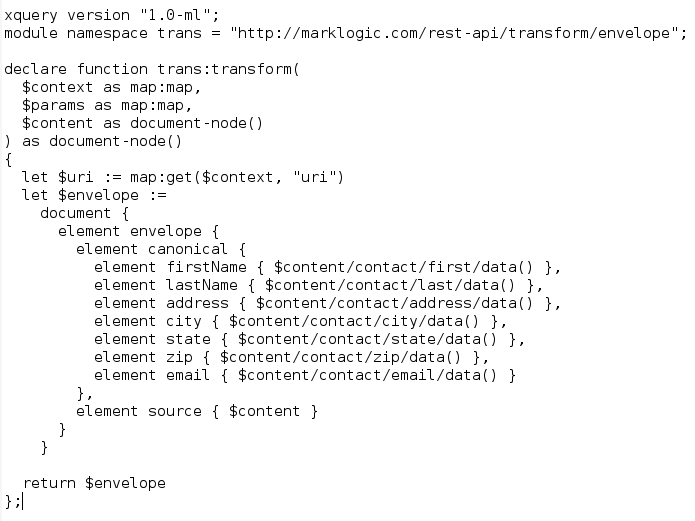 xquery version "1.0-ml";
module namespace trans = "http://marklogic.com/rest-api/transform/envelope";

declare function trans:transform(
  $context as map:map,
  $params as map:map,
  $content as document-node()
) as document-node()
{
  let $uri := map:get($context, "uri")
  let $envelope :=
    document {
      element envelope {
        element canonical {
          element firstName { $content/contact/first/data() },
          element lastName { $content/contact/last/data() },
          element address { $content/contact/address/data() },
          element city { $content/contact/city/data() },
          element state { $content/contact/state/data() },
          element zip { $content/contact/zip/data() },
          element email { $content/contact/email/data() }
        },
        element source { $content }
      }
    }

  return $envelope
};